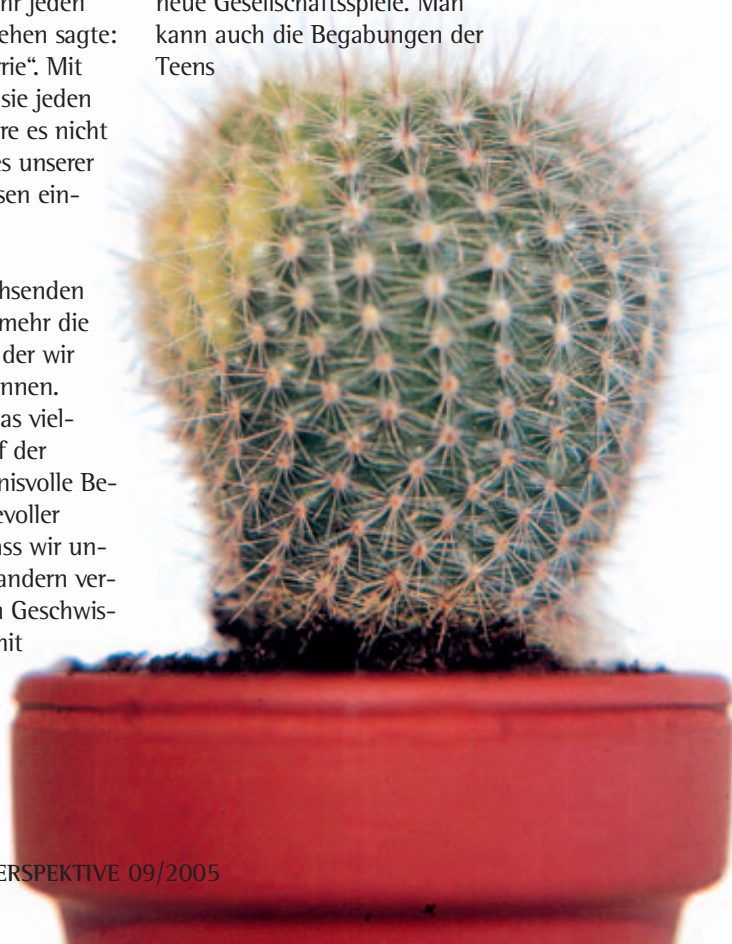 hr jeden
ehen sagte:
rie“. Mit
sie jeden
re es nicht
es unserer
sen ein-
hsenden
mehr die
der wir
nnen.
as viel-
f der
nisvolle Be-
evoller
ass wir un-
andern ver-
n Geschwis-
mit
neue Gesellschaftsspiele. Man
kann auch die Begabungen der
Teens
ERSPEKTIVE 09/2005